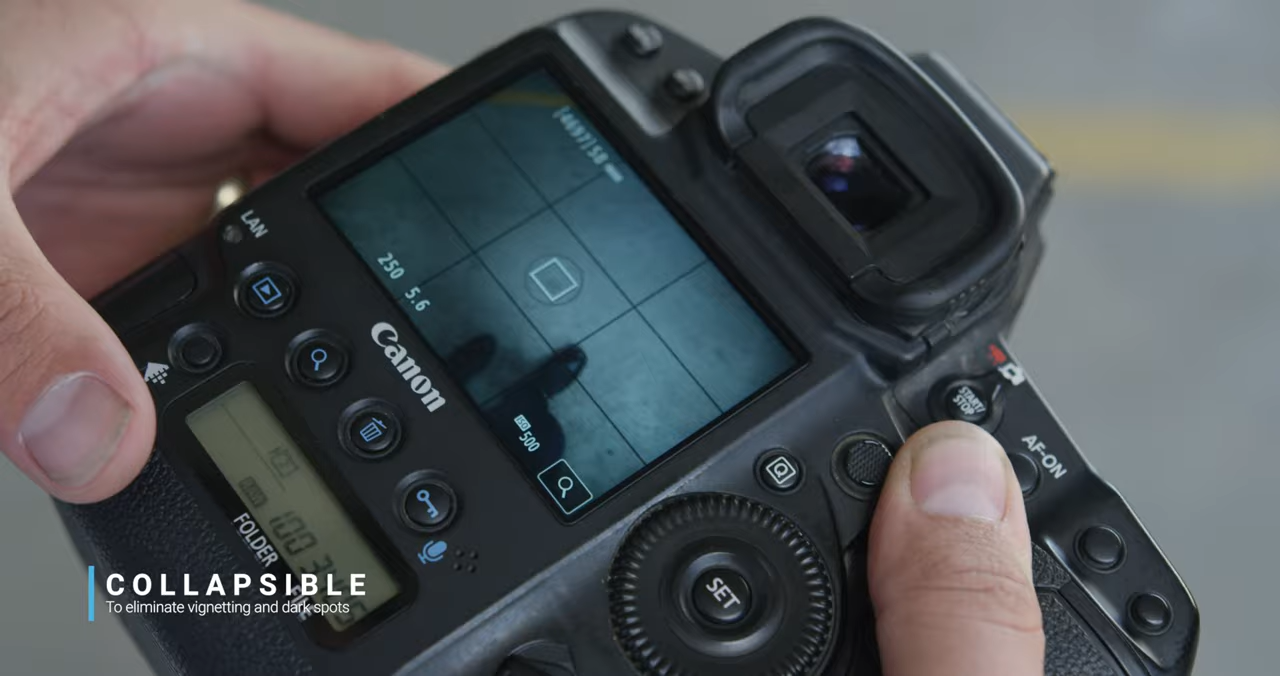 LAN
250 5.6
Canon
ISO 500
Q
START/
STOP
AF-ON
SET
FOLDER
COLLAPSIBLE
To eliminate vignetting and dark spots